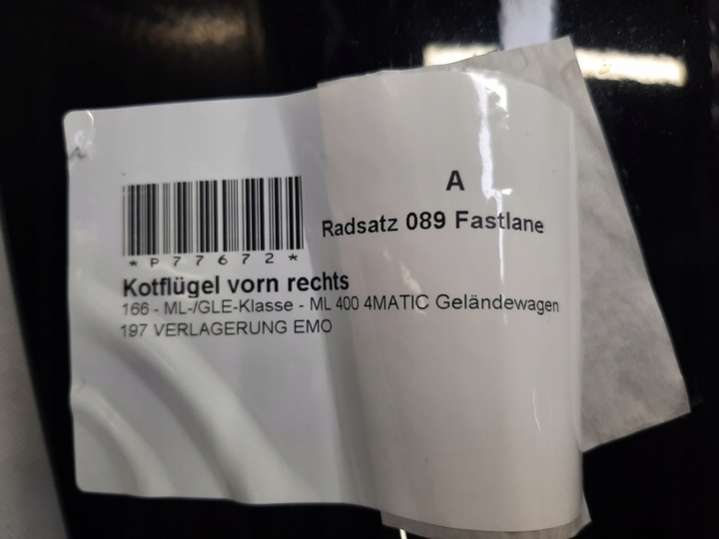 A
Radsatz 089 Fastlane
*P77672*
Kotflügel vorn rechts
166 - ML-/GLE-Klasse - ML 400 4MATIC Geländewagen
197 VERLAGERUNG EMO